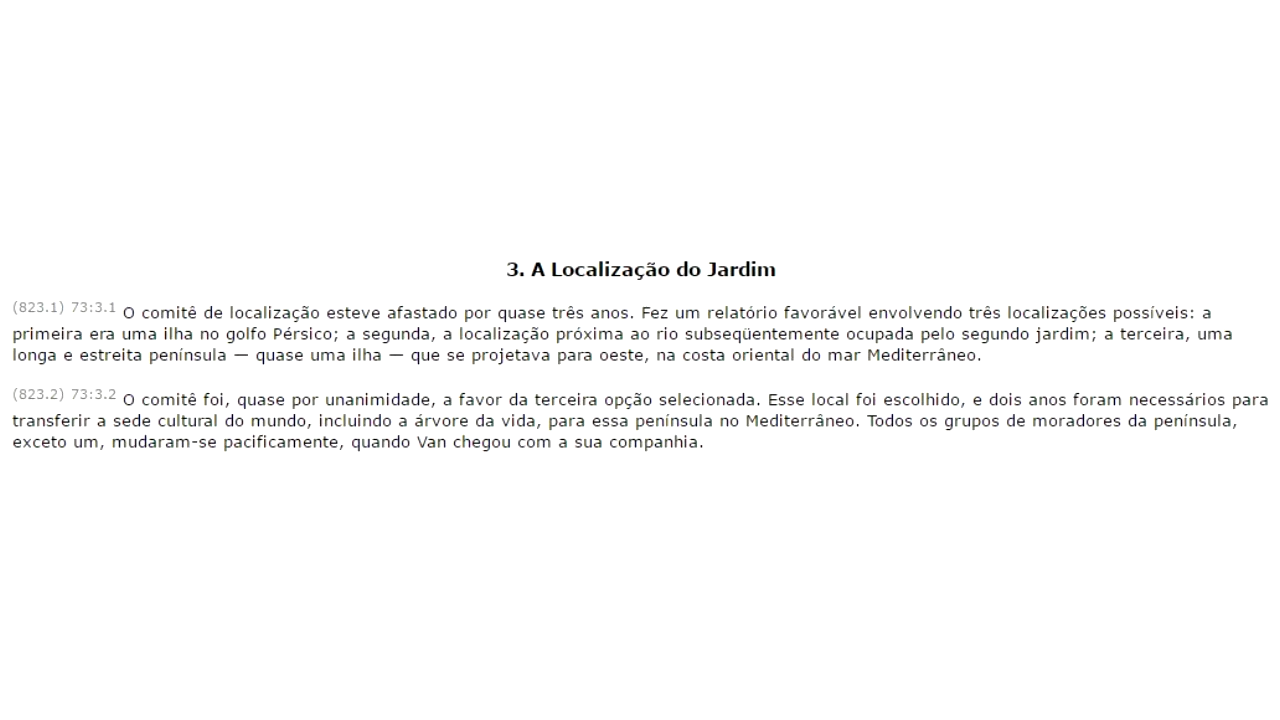 3. A Localização do Jardim
(823.1) 73:3.1 O comitê de localização esteve afastado por quase três anos. Fez um relatório favorável envolvendo três localizações possíveis: a
primeira era uma ilha no golfo Pérsico; a segunda, a localização próxima ao rio subseqüentemente ocupada pelo segundo jardim; a terceira, uma
longa e estreita península — quase uma ilha — que se projetava para oeste, na costa oriental do mar Mediterrâneo.
(823.2) 73:3.2 O comitê foi, quase por unanimidade, a favor da terceira opção selecionada. Esse local foi escolhido, e dois anos foram necessários para
transferir a sede cultural do mundo, incluindo a árvore da vida, para essa península no Mediterrâneo. Todos os grupos de moradores da península,
exceto um, mudaram-se pacificamente, quando Van chegou com a sua companhia.